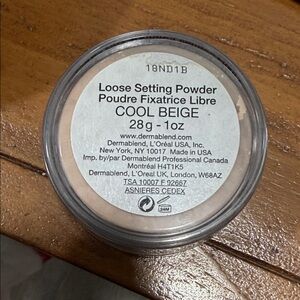 18ND1B
Loose Setting Powder
Poudre Fixatrice Libre
COOL BEIGE
28g - 1oz
www.dermablend.com
Dermablend, L'Oréal USA, Inc.
New York, NY 10017 Made in USA.
Imp. by/par Dermablend Professional Canada
Montréal H4T1K5
Dermablend, L'Oreal UK, London, W68AZ
TSA 10007 F 92667
ASNIERES CEDEX
24M